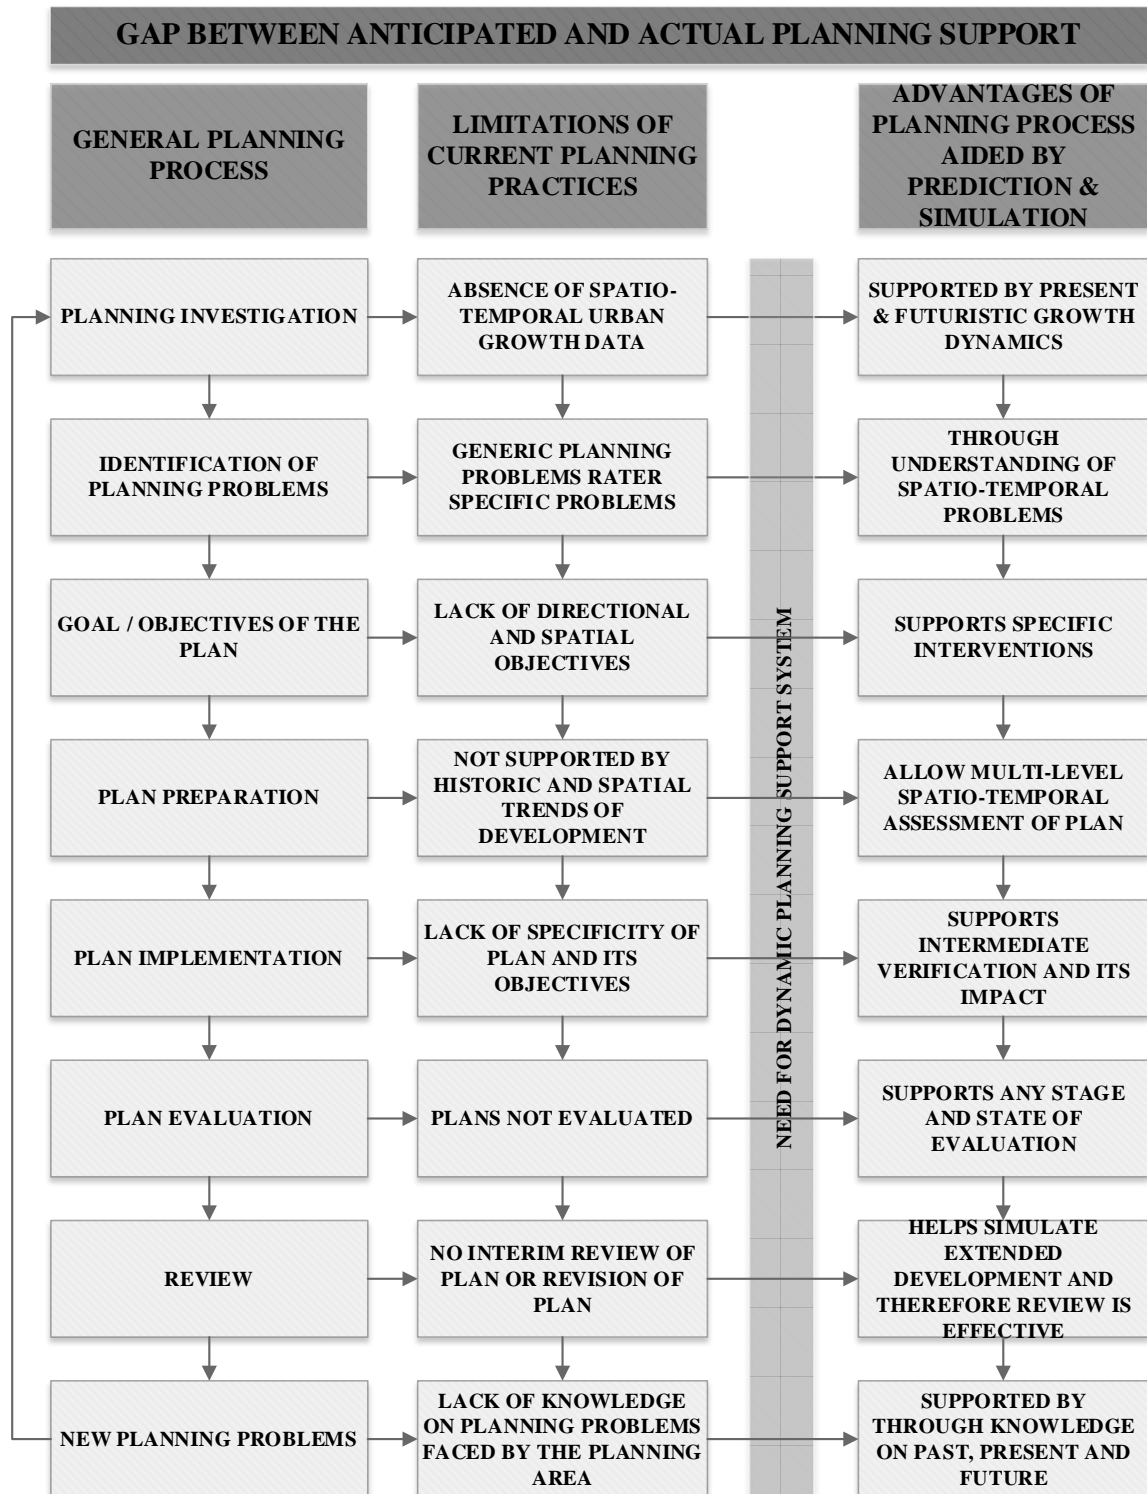 GAP BETWEEN ANTICIPATED AND ACTUAL PLANNING SUPPORT
GENERAL PLANNING
PROCESS
LIMITATIONS OF
CURRENT PLANNING
PRACTICES
ADVANTAGES OF
PLANNING PROCESS
AIDED BY
PREDICTION &
SIMULATION
PLANNING INVESTIGATION
ABSENCE OF SPATIO-
TEMPORAL URBAN
GROWTH DATA
SUPPORTED BY PRESENT
& FUTURISTIC GROWTH
DYNAMICS
IDENTIFICATION OF
PLANNING PROBLEMS
GENERIC PLANNING
PROBLEMS RATER
SPECIFIC PROBLEMS
THROUGH
UNDERSTANDING OF
SPATIO-TEMPORAL
PROBLEMS
GOAL / OBJECTIVES OF THE
PLAN
LACK OF DIRECTIONAL
AND SPATIAL
OBJECTIVES
SUPPORTS SPECIFIC
INTERVENTIONS
PLAN PREPARATION
NOT SUPPORTED BY
HISTORIC AND SPATIAL
TRENDS OF
DEVELOPMENT
ALLOW MULTI-LEVEL
SPATIO-TEMPORAL
ASSESSMENT OF PLAN
PLAN IMPLEMENTATION
LACK OF SPECIFICITY OF
PLAN AND ITS
OBJECTIVES
SUPPORTS
INTERMEDIATE
VERIFICATION AND ITS
IMPACT
PLAN EVALUATION
PLANS NOT EVALUATED
SUPPORTS ANY STAGE
AND STATE OF
EVALUATION
REVIEW
NO INTERIM REVIEW OF
PLAN OR REVISION OF
PLAN
HELPS SIMULATE
EXTENDED
DEVELOPMENT AND
THEREFORE REVIEW IS
EFFECTIVE
NEW PLANNING PROBLEMS
LACK OF KNOWLEDGE
ON PLANNING PROBLEMS
FACED BY THE PLANNING
AREA
SUPPORTED BY
THROUGH KNOWLEDGE
ON PAST, PRESENT AND
FUTURE
NEED FOR DYNAMIC PLANNING SUPPORT SYSTEM